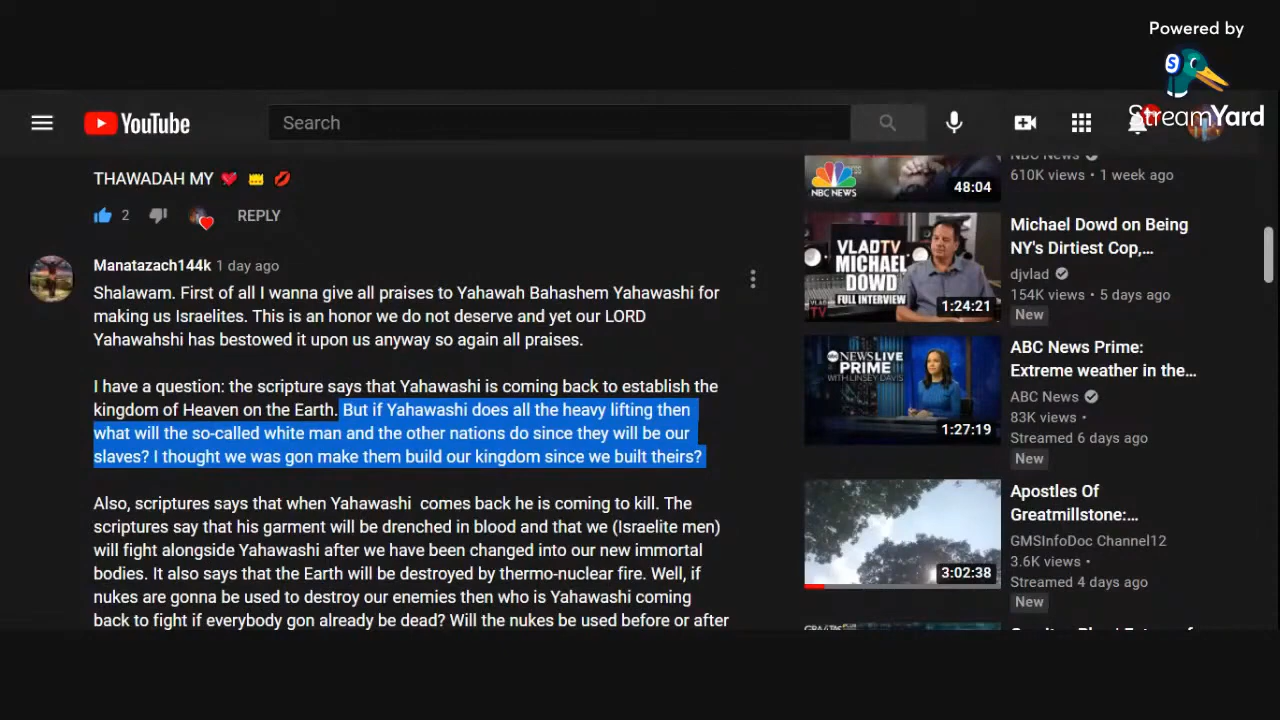 Powered by
StreamYard
YouTube
Search
THAWADAH MY
2
REPLY
Manatazach144k 1 day ago
Shalawam. First of all I wanna give all praises to Yahawah Bahashem Yahawashi for
making us Israelites. This is an honor we do not deserve and yet our LORD
Yahawahshi has bestowed it upon us anyway so again all praises.
I have a question: the scripture says that Yahawashi is coming back to establish the
kingdom of Heaven on the Earth. But if Yahawashi does all the heavy lifting then
what will the so-called white man and the other nations do since they will be our
slaves? I thought we was gon make them build our kingdom since we built theirs?
Also, scriptures says that when Yahawashi  comes back he is coming to kill. The
scriptures say that his garment will be drenched in blood and that we (Israelite men)
will fight alongside Yahawashi after we have been changed into our new immortal
bodies. It also says that the Earth will be destroyed by thermo-nuclear fire. Well, if
nukes are gonna be used to destroy our enemies then who is Yahawashi coming
back to fight if everybody gon already be dead? Will the nukes be used before or after
NBC NEWS
48:04
NBC News
610K views • 1 week ago
VLADTV
MICHAEL
DOWD
FULL INTERVIEW
1:24:21
Michael Dowd on Being
NY's Dirtiest Cop,...
djvlad
154K views • 5 days ago
New
abc NEWS LIVE
PRIME
WITH LINSEY DAVIS
1:27:19
ABC News Prime:
Extreme weather in the...
ABC News
83K views •
Streamed 6 days ago
New
3:02:38
Apostles Of
Greatmillstone:...
GMSInfoDoc Channel12
3.6K views •
Streamed 4 days ago
New